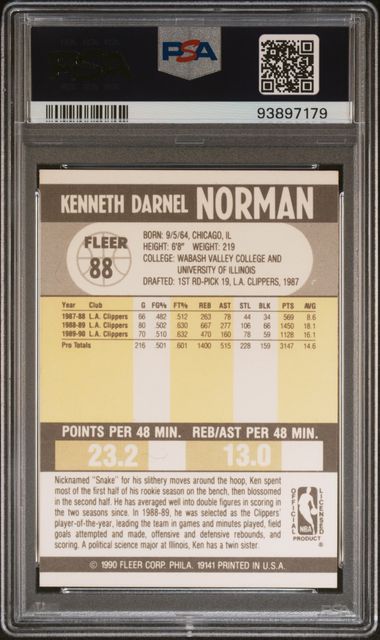 PSA
93897179
KENNETH DARNEL NORMAN
FLEER
88
BORN: 9/5/64, CHICAGO, IL
HEIGHT: 6'8" WEIGHT: 219
COLLEGE: WABASH VALLEY COLLEGE AND
UNIVERSITY OF ILLINOIS
DRAFTED: 1ST RD-PICK 19, L.A. CLIPPERS, 1987
Year Club G FG% FT% REB AST STL BLK PTS AVG
1987-88 L.A. Clippers 66 .482 .512 263 78 44 34 569 8.6
1988-89 L.A. Clippers 80 .502 .630 667 277 106 66 1450 18.1
1989-90 L.A. Clippers 70 .510 .632 470 160 78 59 1128 16.1
Pro Totals 216 .501 .601 1400 515 228 159 3147 14.6
POINTS PER 48 MIN. REB/AST PER 48 MIN.
23.2 13.0
Nicknamed "Snake" for his slithery moves around the hoop, Ken spent
most of the first half of his rookie season on the bench, then blossomed
in the second half. He has averaged well into double figures in scoring in
the two seasons since. In 1988-89, he was selected as the Clippers'
player-of-the-year, leading the team in games and minutes played, field
goals attempted and made, offensive and defensive rebounds, and
scoring. A political science major at Illinois, Ken has a twin sister.
OFFICIAL
NBA
LICENSED
PRODUCT ®
© 1990 FLEER CORP. PHILA. 19141 PRINTED IN U.S.A.
PSA